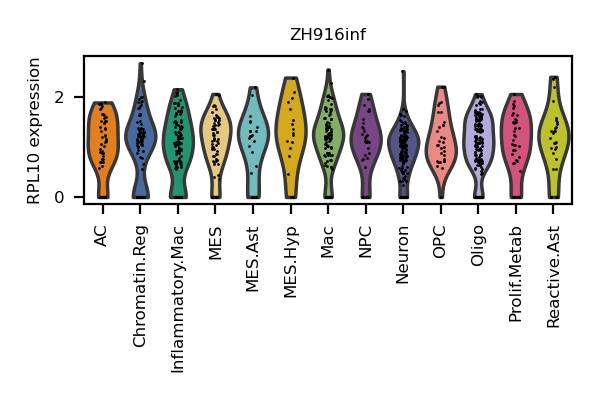 ZH916inf
RPL10 expression
2
0
AC
Chromatin.Reg
Inflammatory.Mac
MES
MES.Ast
MES.Hyp
Mac
NPC
Neuron
OPC
Oligo
Prolif.Metab
Reactive.Ast